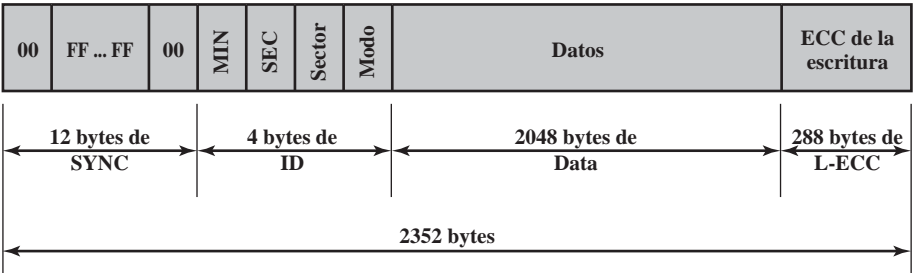 00 FF ... FF 00 MIN SEC Sector Modo Datos ECC de la
escritura
12 bytes de 4 bytes de 2048 bytes de 288 bytes de
SYNC ID Data L-ECC
2352 bytes